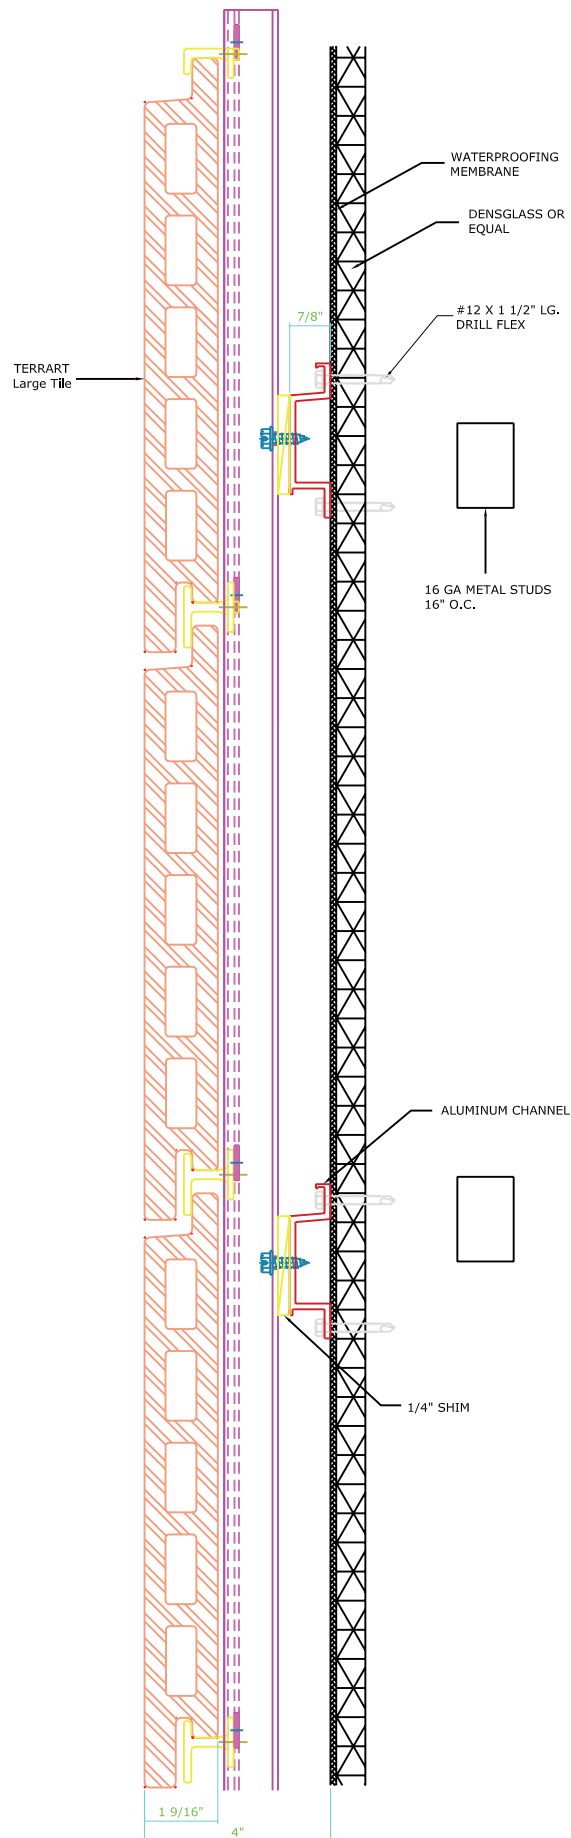 WATERPROOFING
MEMBRANE
DENSGLASS OR
EQUAL
#12 X 1 1/2" LG.
DRILL FLEX
7/8"
TERRART
Large Tile
16 GA METAL STUDS
16" O.C.
ALUMINUM CHANNEL
1/4" SHIM
1 9/16"
4"